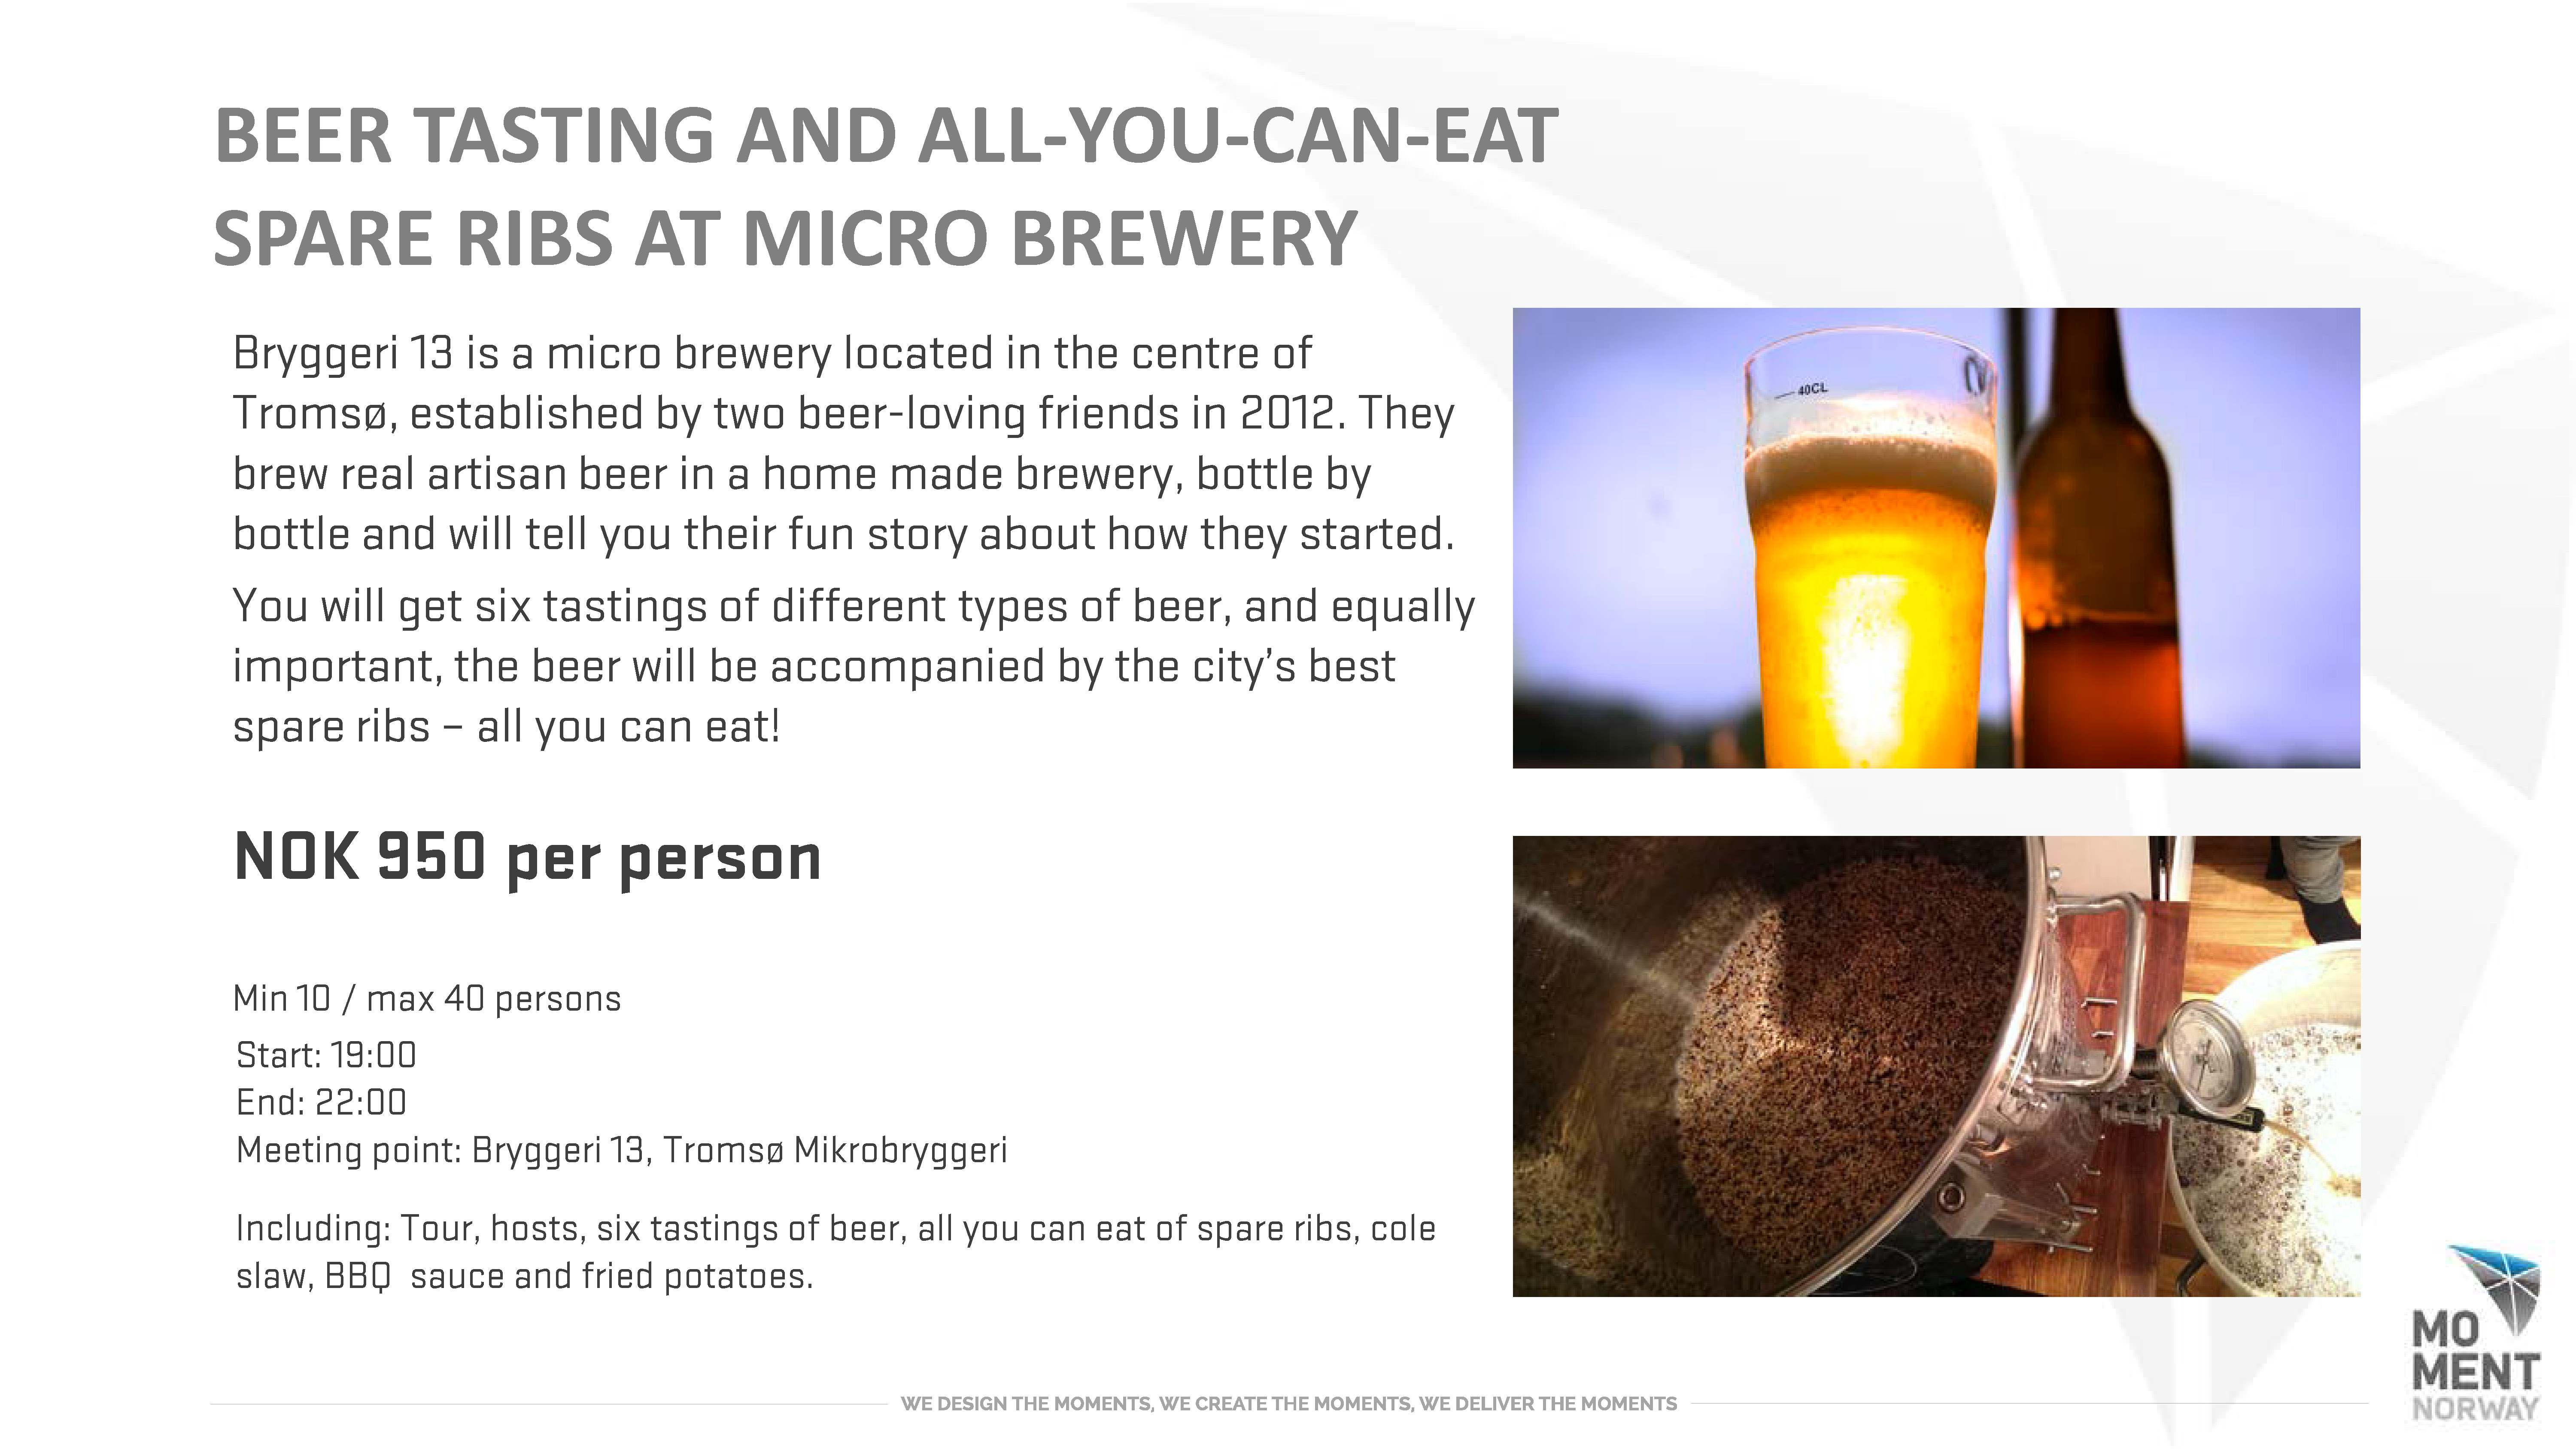 BEER TASTING AND ALL-YOU-CAN-EAT
SPARE RIBS AT MICRO BREWERY
Bryggeri 13 is a micro brewery located in the centre of
Tromsø, established by two beer-loving friends in 2012. They
brew real artisan beer in a home made brewery, bottle by
bottle and will tell you their fun story about how they started.
You will get six tastings of different types of beer, and equally
important, the beer will be accompanied by the city's best
spare ribs – all you can eat!
NOK 950 per person
Min 10 / max 40 persons
Start: 19:00
End: 22:00
Meeting point: Bryggeri 13, Tromsø Mikrobryggeri
Including: Tour, hosts, six tastings of beer, all you can eat of spare ribs, cole
slaw, BBQ  sauce and fried potatoes.
40CL
WE DESIGN THE MOMENTS, WE CREATE THE MOMENTS, WE DELIVER THE MOMENTS
MO
MENT
NORWAY